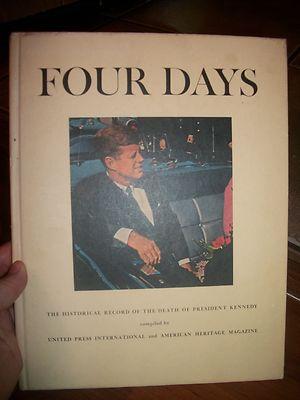 FOUR DAYS
THE HISTORICAL RECORD OF THE DEATH OF PRESIDENT KENNEDY
compiled by
UNITED PRESS INTERNATIONAL and AMERICAN HERITAGE MAGAZINE